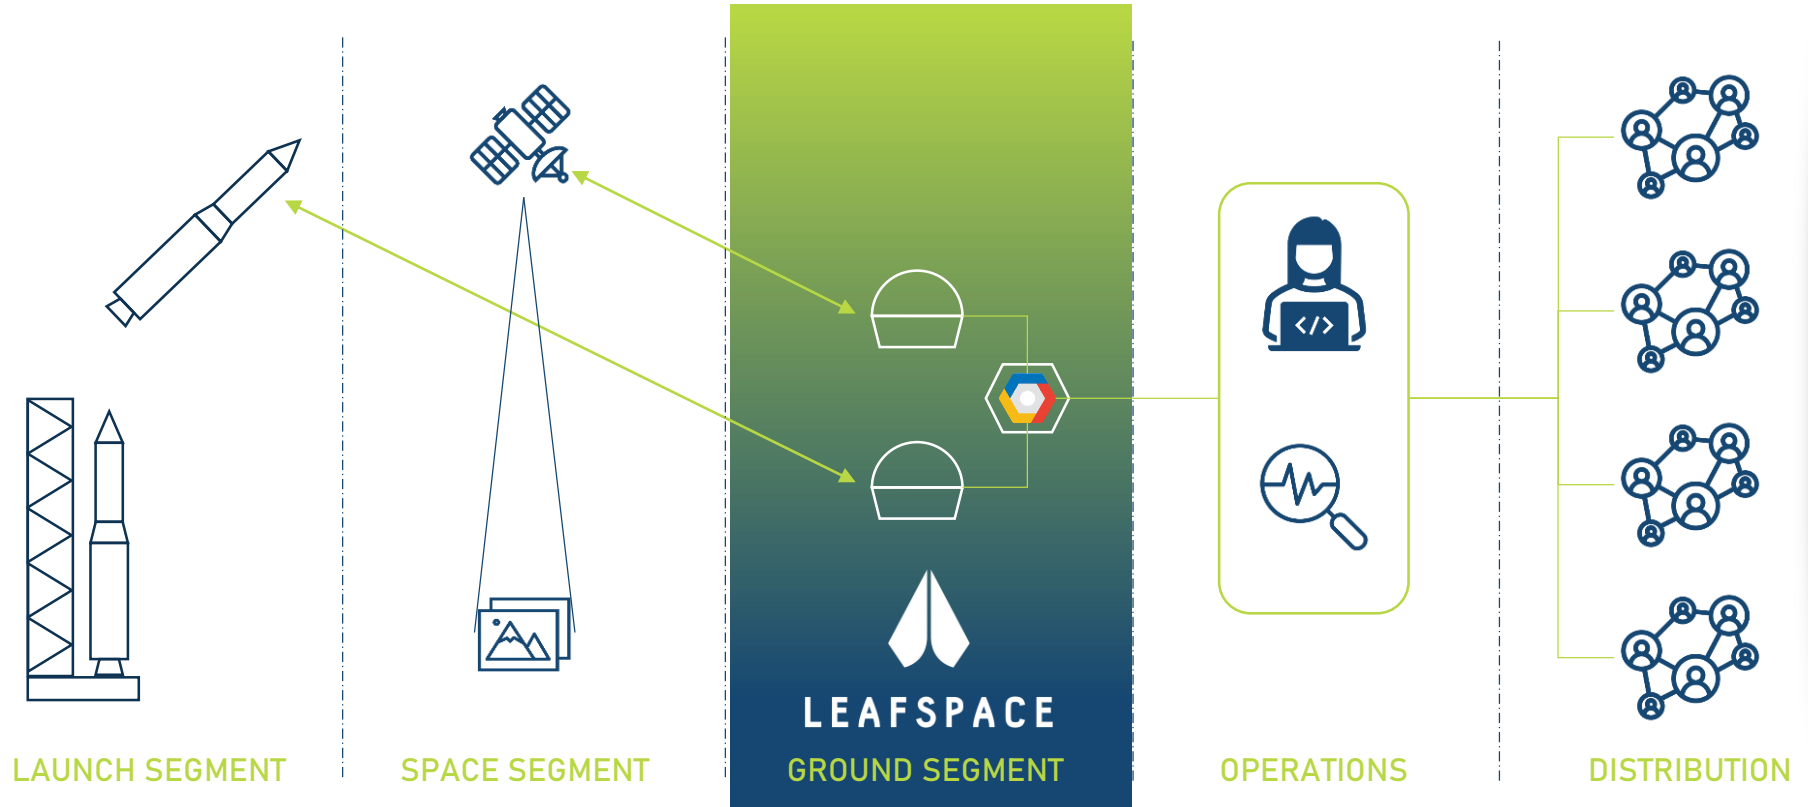 </>
LEAFSPACE
LAUNCH SEGMENT
SPACE SEGMENT
GROUND SEGMENT
OPERATIONS
DISTRIBUTION